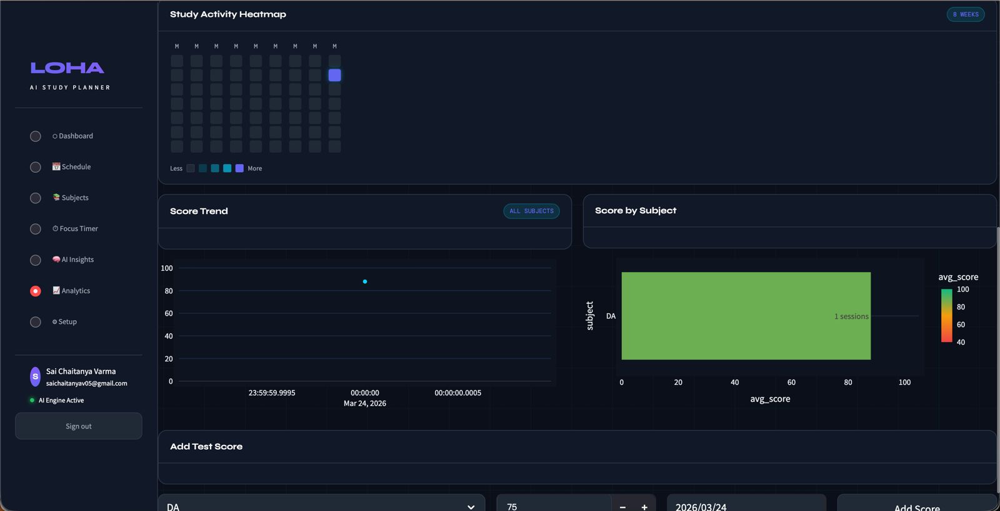 LOHA
AI STUDY PLANNER
Dashboard
17 Schedule
Subjects
Focus Timer
AI Insights
Analytics
Setup
S
Sai Chaitanya Varma
saichaitanyav05@gmail.com
AI Engine Active
Sign out
Study Activity Heatmap
8 WEEKS
M M M M M M M M M
Less More
Score Trend
ALL SUBJECTS
100
80
60
40
20
0
23:59:59.9995 00:00:00 00:00:00.0005
Mar 24, 2026
Score by Subject
subject
DA
1 sessions
0 20 40 60 80 100
avg_score
avg_score
100
80
60
40
Add Test Score
DA
75 − +
2026/03/24
Add Score